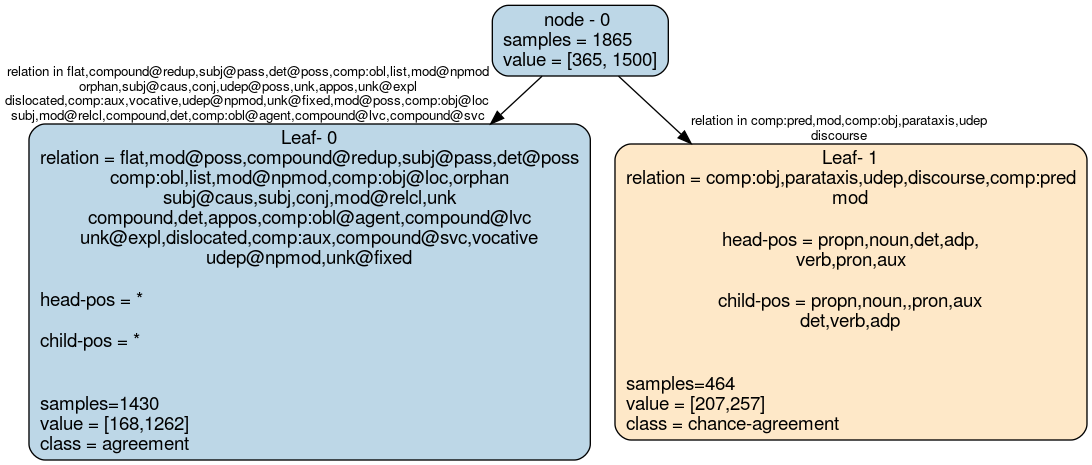 node - 0
samples = 1865
value = [365, 1500]
relation in flat,compound@redup,subj@pass,det@poss,comp:obl,list,mod@npmod
orphan,subj@caus,conj,udep@poss,unk,appos,unk@expl
dislocated,comp:aux,vocative,udep@npmod,unk@fixed,mod@poss,comp:obj@loc
subj,mod@relcl,compound,det,comp:obl@agent,compound@lvc,compound@svc
relation in comp:pred,mod,comp:obj,parataxis,udep
discourse
Leaf- 0
relation = flat,mod@poss,compound@redup,subj@pass,det@poss
comp:obl,list,mod@npmod,comp:obj@loc,orphan
subj@caus,subj,conj,mod@relcl,unk
compound,det,appos,comp:obl@agent,compound@lvc
unk@expl,dislocated,comp:aux,compound@svc,vocative
udep@npmod,unk@fixed
head-pos = *
child-pos = *
samples=1430
value = [168,1262]
class = agreement
Leaf- 1
relation = comp:obj,parataxis,udep,discourse,comp:pred
mod
head-pos = propn,noun,det,adp,
verb,pron,aux
child-pos = propn,noun,,pron,aux
det,verb,adp
samples=464
value = [207,257]
class = chance-agreement